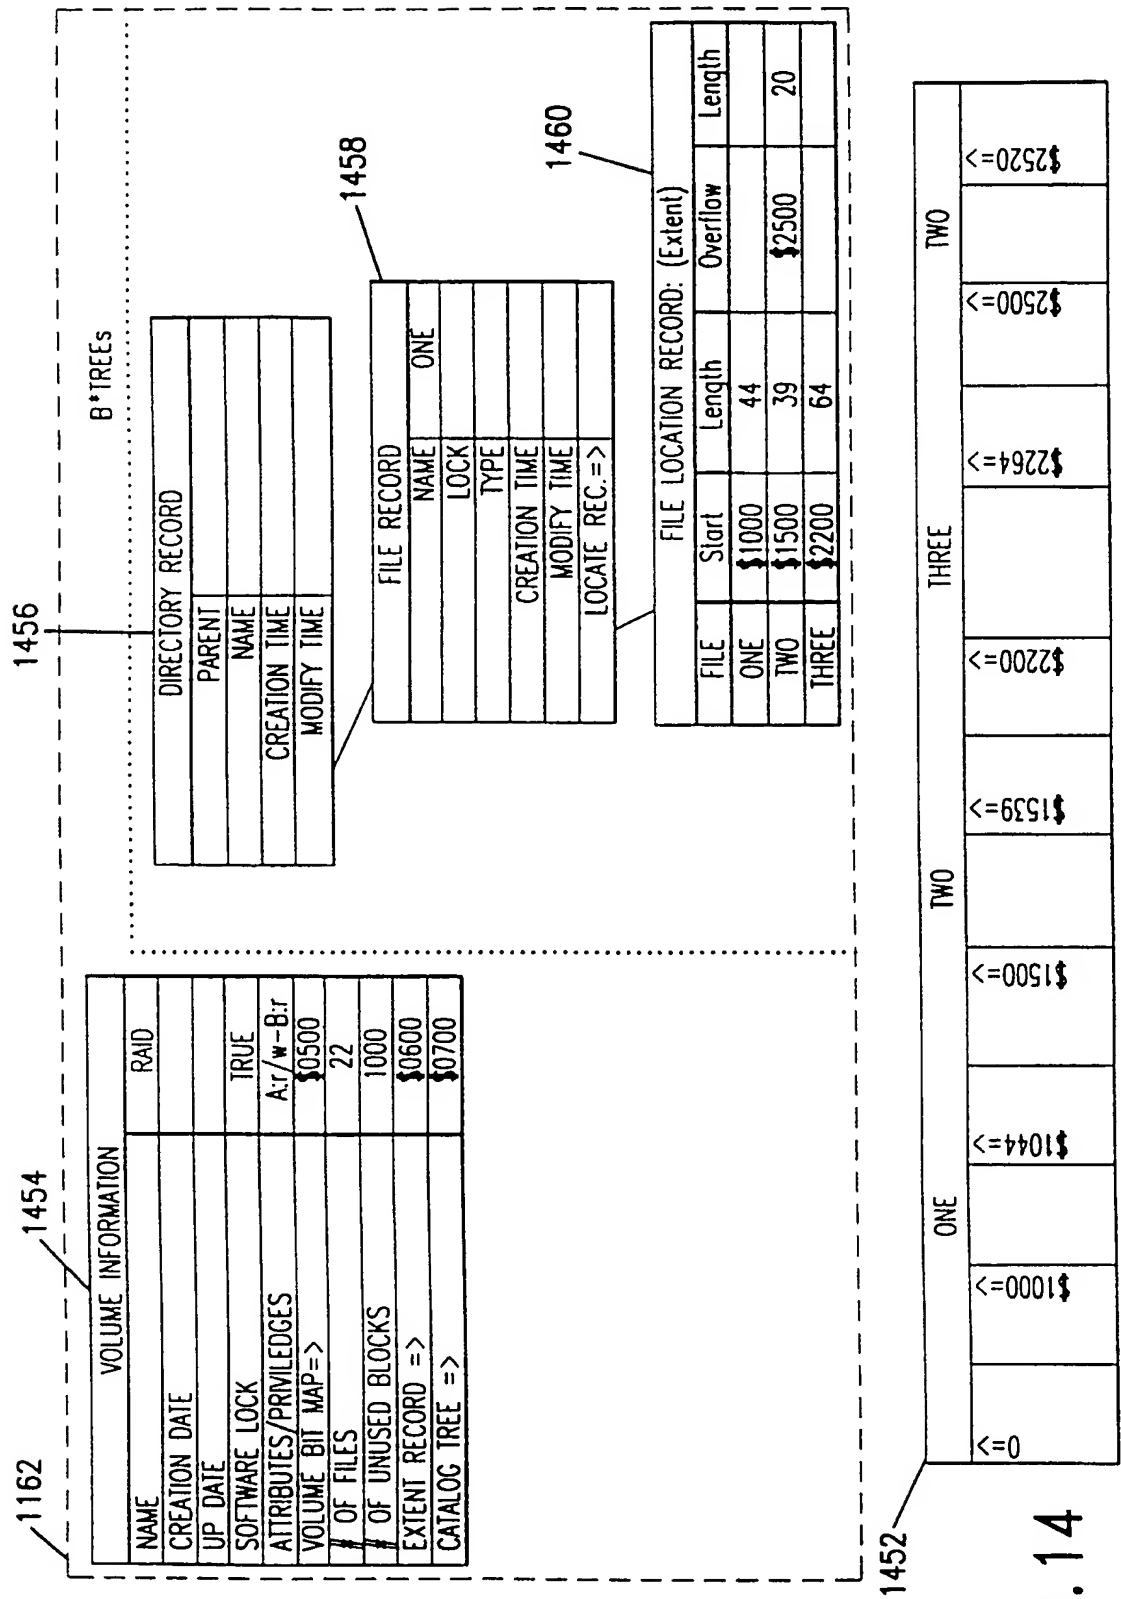 1162
1454
VOLUME INFORMATION
NAME RAID
CREATION DATE
UP DATE
SOFTWARE LOCK TRUE
ATTRIBUTES/PRIVILEDGES A:r/w-B:r
VOLUME BIT MAP=> $0500
# OF FILES 22
# OF UNUSED BLOCKS 1000
EXTENT RECORD => $0600
CATALOG TREE => $0700
B*TREEs
1456
DIRECTORY RECORD
PARENT
NAME
CREATION TIME
MODIFY TIME
1458
FILE RECORD
NAME ONE
LOCK
TYPE
CREATION TIME
MODIFY TIME
LOCATE REC.=>
1460
FILE LOCATION RECORD: (Extent)
FILE Start Length Overflow Length
ONE $1000 44
TWO $1500 39 $2500 20
THREE $2200 64
1452
ONE TWO THREE TWO
0=> $1000=> $1044=> $1500=> $1539=> $2200=> $2264=> $2500=> $2520=>
.14